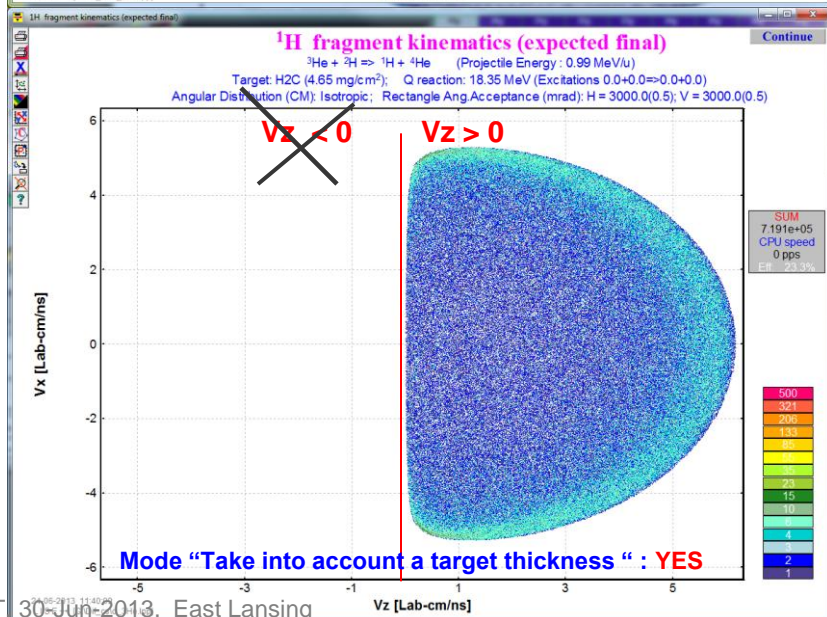 1H fragment kinematics (expected final)
¹H fragment kinematics (expected final)
Continue
³He + ²H => ¹H + ⁴He (Projectile Energy : 0.99 MeV/u)
Target: H2C (4.65 mg/cm²); Q reaction: 18.35 MeV (Excitations 0.0+0.0=>0.0+0.0)
Angular Distribution (CM): Isotropic; Rectangle Ang.Acceptance (mrad): H = 3000.0(0.5); V = 3000.0(0.5)
Vz < 0
Vz > 0
6
4
2
0
-2
-4
-6
Vx [Lab-cm/ns]
SUM
7.191e+05
CPU speed
0 pps
Eff 23.3%
500
321
206
133
85
55
35
23
15
10
6
4
3
2
1
Mode “Take into account a target thickness “ : YES
-5
-3
-1
1
3
5
Vz [Lab-cm/ns]
30-Jun-2013, East Lansing